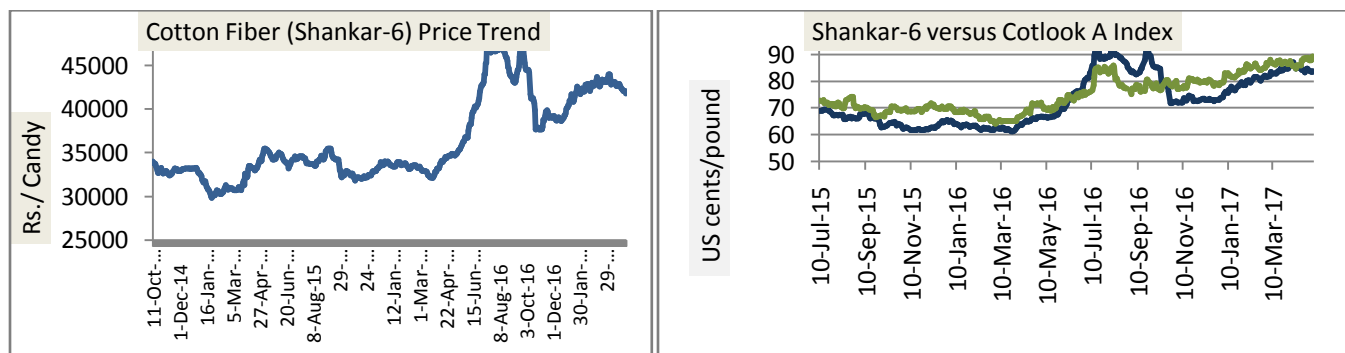 Cotton Fiber (Shankar-6) Price Trend
Rs./ Candy
45000
40000
35000
30000
25000
11-Oct-...
1-Dec-14
16-Jan-...
5-Mar-...
27-Apr-...
20-Jun-...
8-Aug-15
29-...
24-...
12-Jan-...
1-Mar-...
22-Apr-...
15-Jun-...
8-Aug-16
3-Oct-16
1-Dec-16
30-Jan-...
29-...
Shankar-6 versus Cotlook A Index
US cents/pound
90
80
70
60
50
10-Jul-15
10-Sep-15
10-Nov-15
10-Jan-16
10-Mar-16
10-May-16
10-Jul-16
10-Sep-16
10-Nov-16
10-Jan-17
10-Mar-17